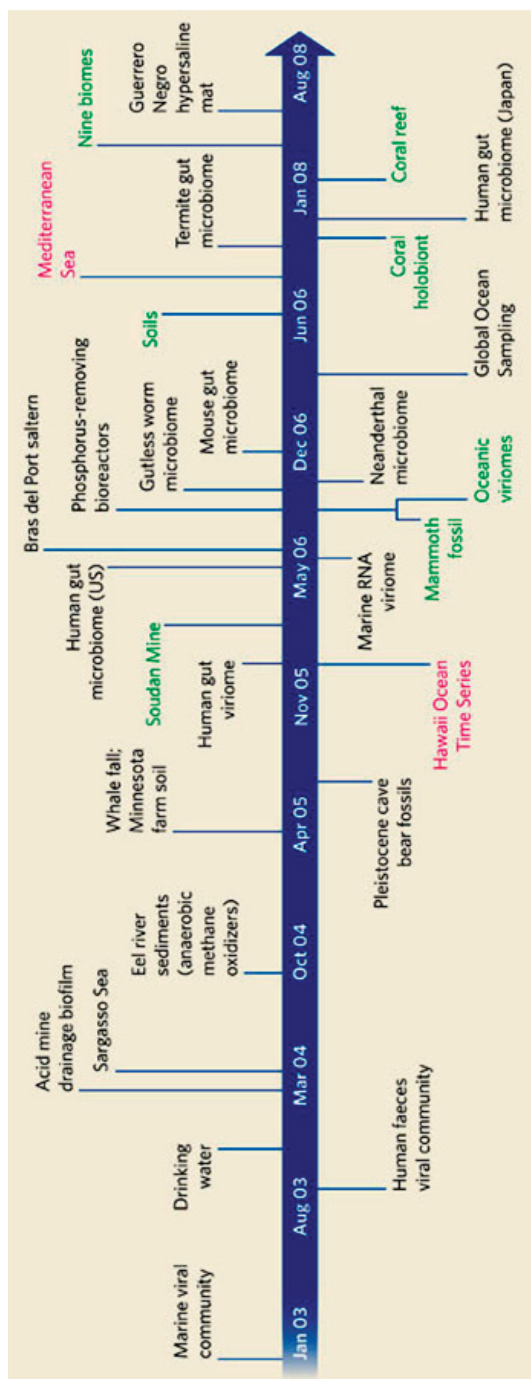 Marine viral
community
Drinking
water
Acid mine
drainage biofilm
Sargasso Sea
Eel river
sediments
(anaerobic
methane
oxidizers)
Whale fall;
Minnesota
farm soil
Soudan Mine
Human gut
viriome
Human gut
microbiome (US)
Bras del Port saltern
Phosphorus-removing
bioreactors
Gutless worm
microbiome
Mouse gut
microbiome
Soils
Mediterranean
Sea
Termite gut
microbiome
Nine biomes
Guerrero
Negro
hypersaline
mat
Jan 03
Aug 03
Mar 04
Oct 04
Apr 05
Nov 05
May 06
Dec 06
Jun 06
Jan 08
Aug 08
Human faeces
viral community
Pleistocene cave
bear fossils
Hawaii Ocean
Time Series
Marine RNA
viriome
Mammoth
fossil
Oceanic
viriomes
Neanderthal
microbiome
Global Ocean
Sampling
Coral
holobiont
Human gut
microbiome (Japan)
Coral reef